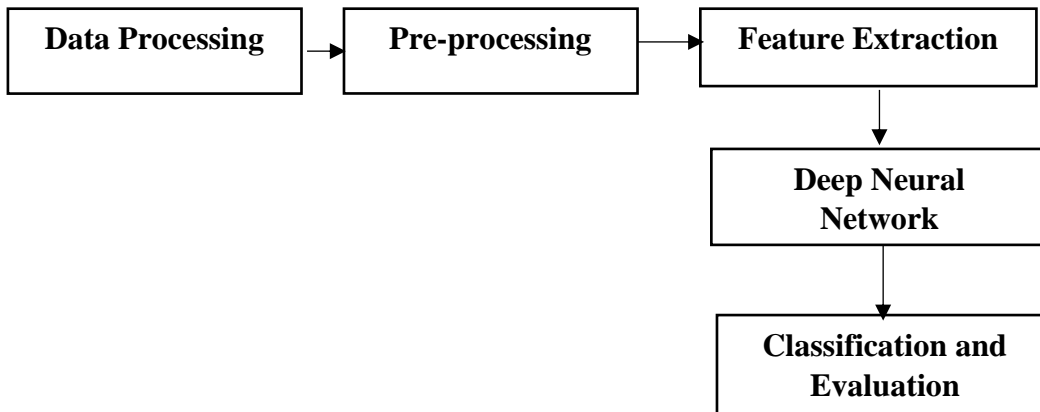 Data Processing
Pre-processing
Feature Extraction
Deep Neural
Network
Classification and
Evaluation